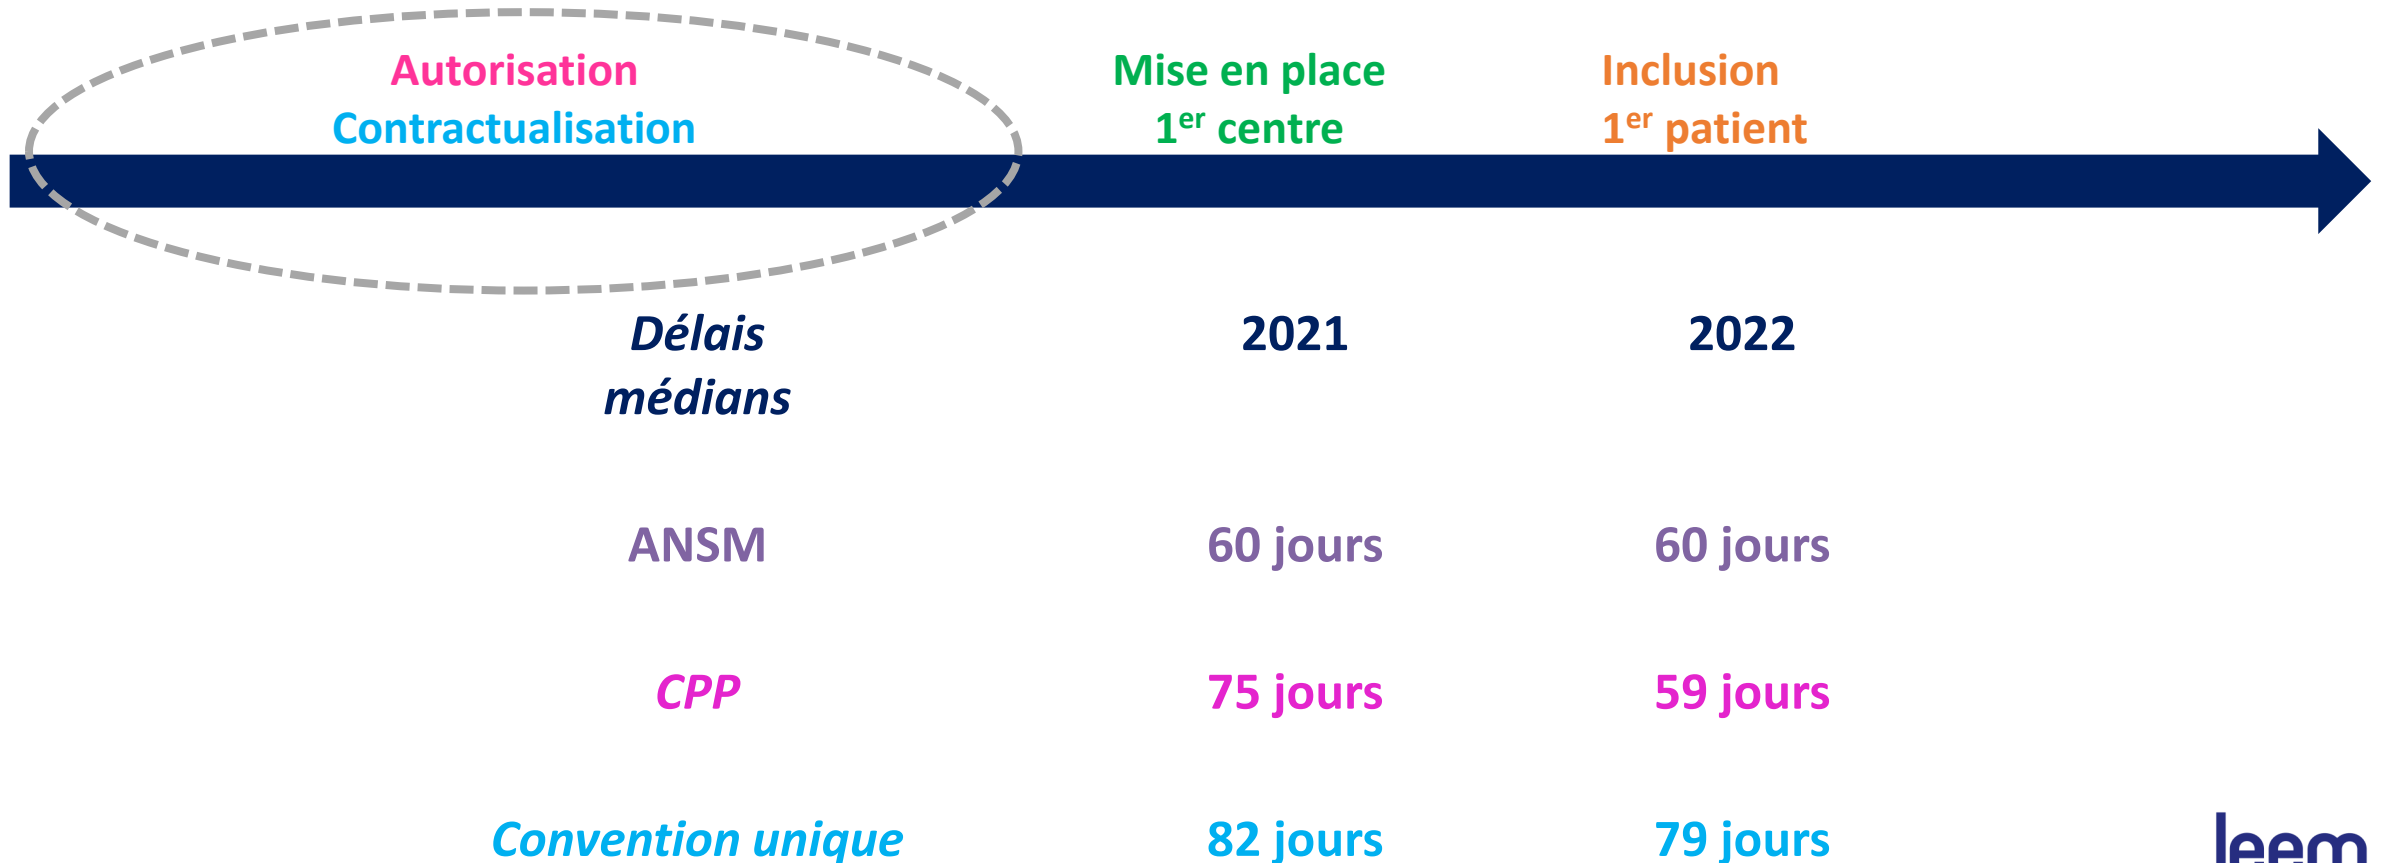 Autorisation
Contractualisation
Mise en place
1er centre
Inclusion
1er patient
Délais
médians
2021
2022
ANSM
60 jours
60 jours
CPP
75 jours
59 jours
Convention unique
82 jours
79 jours
leem